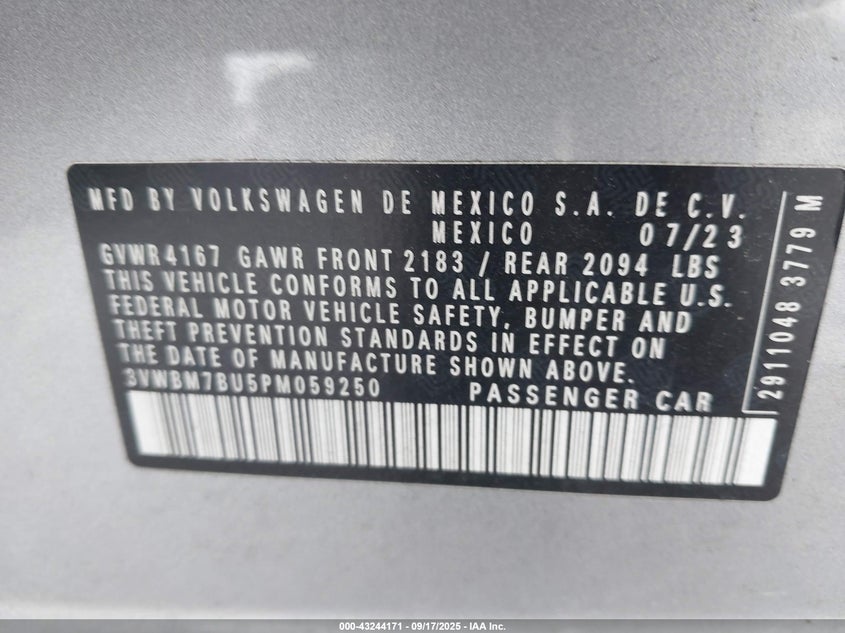 MFD BY VOLKSWAGEN DE MEXICO S.A. DE C.V.
MEXICO 07/23
GVWR 4167 GAWR FRONT 2183 / REAR 2094 LBS
THIS VEHICLE CONFORMS TO ALL APPLICABLE U.S.
FEDERAL MOTOR VEHICLE SAFETY, BUMPER AND
THEFT PREVENTION STANDARDS IN EFFECT ON
THE DATE OF MANUFACTURE SHOWN ABOVE.
3VWBM7BU5PM059250 PASSENGER CAR
2911048 3779 M
000-43244171 - 09/17/2025 - IAA Inc.